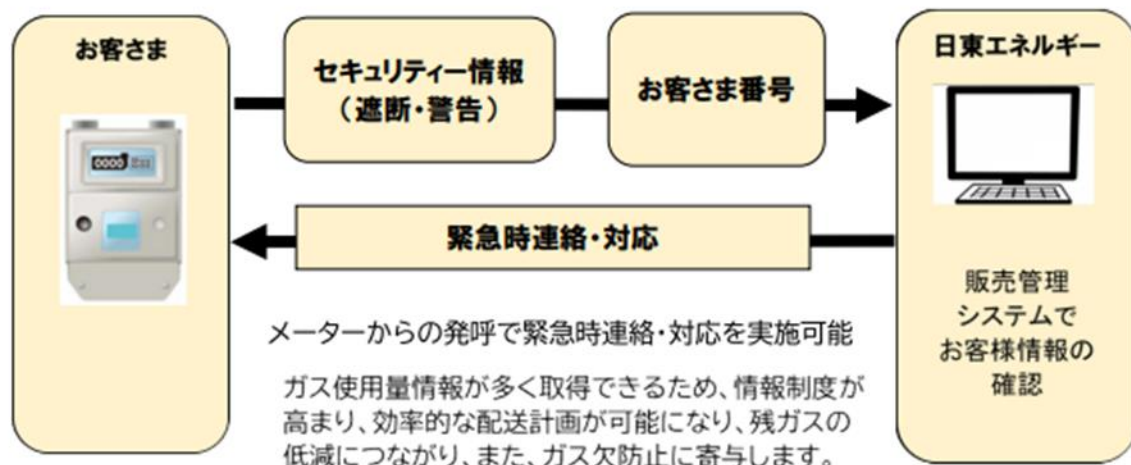 お客さま
セキュリティー情報
（遮断・警告）
お客さま番号
日東エネルギー
緊急時連絡・対応
販売管理
システムで
お客様情報の
確認
メーターからの発呼で緊急時連絡・対応を実施可能
ガス使用量情報が多く取得できるため、情報制度が
高まり、効率的な配送計画が可能になり、残ガスの
低減につながり、また、ガス欠防止に寄与します。